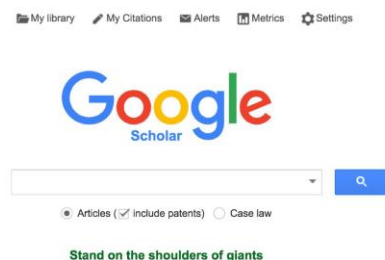 My library My Citations Alerts Metrics Settings
Google
Scholar
Articles (include patents) Case law
Stand on the shoulders of giants